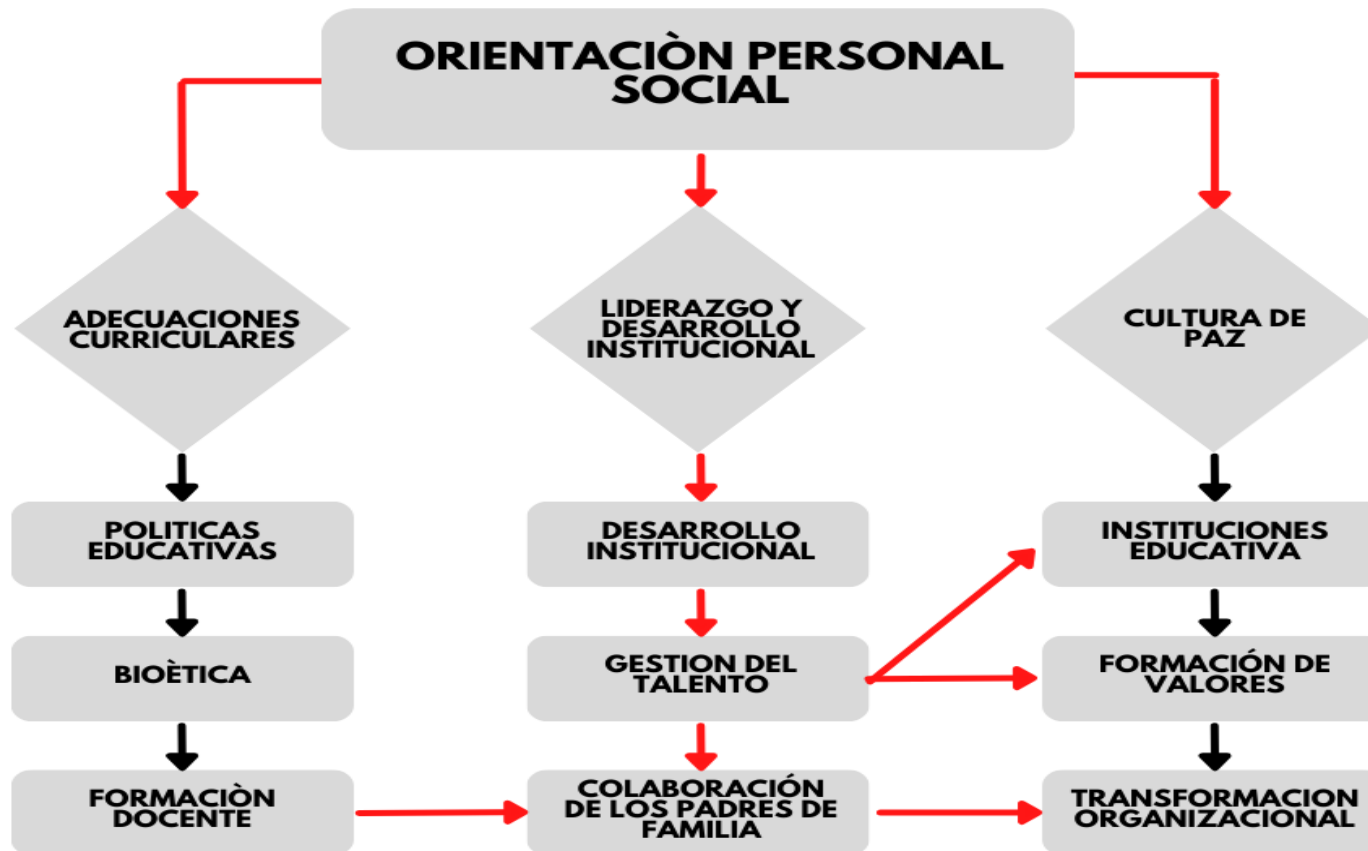 ORIENTACIÒN PERSONAL
SOCIAL
ADECUACIONES
CURRICULARES
LIDERAZGO Y
DESARROLLO
INSTITUCIONAL
CULTURA DE
PAZ
POLITICAS
EDUCATIVAS
DESARROLLO
INSTITUCIONAL
INSTITUCIONES
EDUCATIVA
BIOÈTICA
GESTION DEL
TALENTO
FORMACIÓN DE
VALORES
FORMACIÒN
DOCENTE
COLABORACIÓN
DE LOS PADRES DE
FAMILIA
TRANSFORMACION
ORGANIZACIONAL